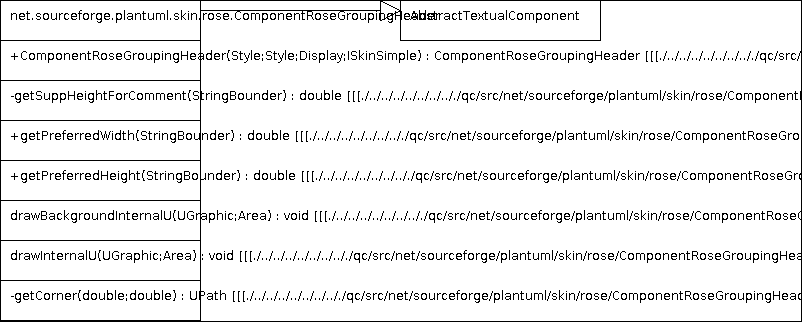 net.sourceforge.plantuml.skin.rose.ComponentRoseGroupingHeader
AbstractTextualComponent
+ComponentRoseGroupingHeader(Style;Style;Display;ISkinSimple) : ComponentRoseGroupingHeader [[[./../../../../../../../../../qc/src/
-getSuppHeightForComment(StringBounder) : double [[[./../../../../../../../../../qc/src/net/sourceforge/plantuml/skin/rose/Component
+getPreferredWidth(StringBounder) : double [[[./../../../../../../../../../qc/src/net/sourceforge/plantuml/skin/rose/ComponentRoseGro
+getPreferredHeight(StringBounder) : double [[[./../../../../../../../../../qc/src/net/sourceforge/plantuml/skin/rose/ComponentRoseGr
drawBackgroundInternalU(UGraphic;Area) : void [[[./../../../../../../../../../qc/src/net/sourceforge/plantuml/skin/rose/ComponentRose
drawInternalU(UGraphic;Area) : void [[[./../../../../../../../../../qc/src/net/sourceforge/plantuml/skin/rose/ComponentRoseGroupingHea
-getCorner(double;double) : UPath [[[./../../../../../../../../../qc/src/net/sourceforge/plantuml/skin/rose/ComponentRoseGroupingHead